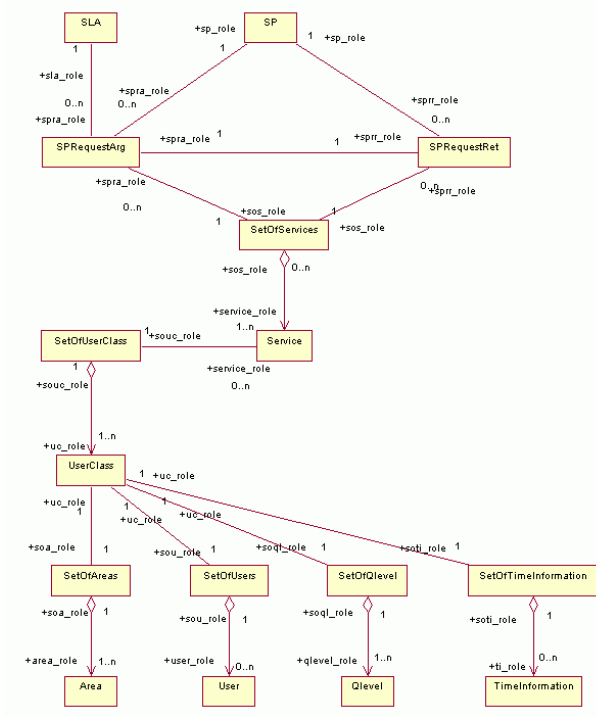 SLA
SP
1
+sp_role
1
1
+sp_role
+sla_role
+spra_role
0..n
0..n
+sprr_role
+spra_role
0..n
SPRequestArg
+spra_role
1
1
+sprr_role
SPRequestRet
+spra_role
0..n
+sprr_role
0..n
+sos_role
1
1
+sos_role
SetOfServices
+sos_role
0..n
+service_role
1..n
SetOfUserClass
1
+souc_role
Service
1
+service_role
+souc_role
0..n
1..n
+uc_role
UserClass
1
+uc_role
+uc_role
1
1
+uc_role
1
+uc_role
+soa_role
1
+sou_role
1
+soql_role
1
+soti_role
1
SetOfAreas
SetOfUsers
SetOfQlevel
SetOfTimeInformation
+soa_role
1
+sou_role
1
+soql_role
1
+soti_role
1
+area_role
1..n
+user_role
0..n
+qlevel_role
1..n
+ti_role
0..n
Area
User
Qlevel
TimeInformation